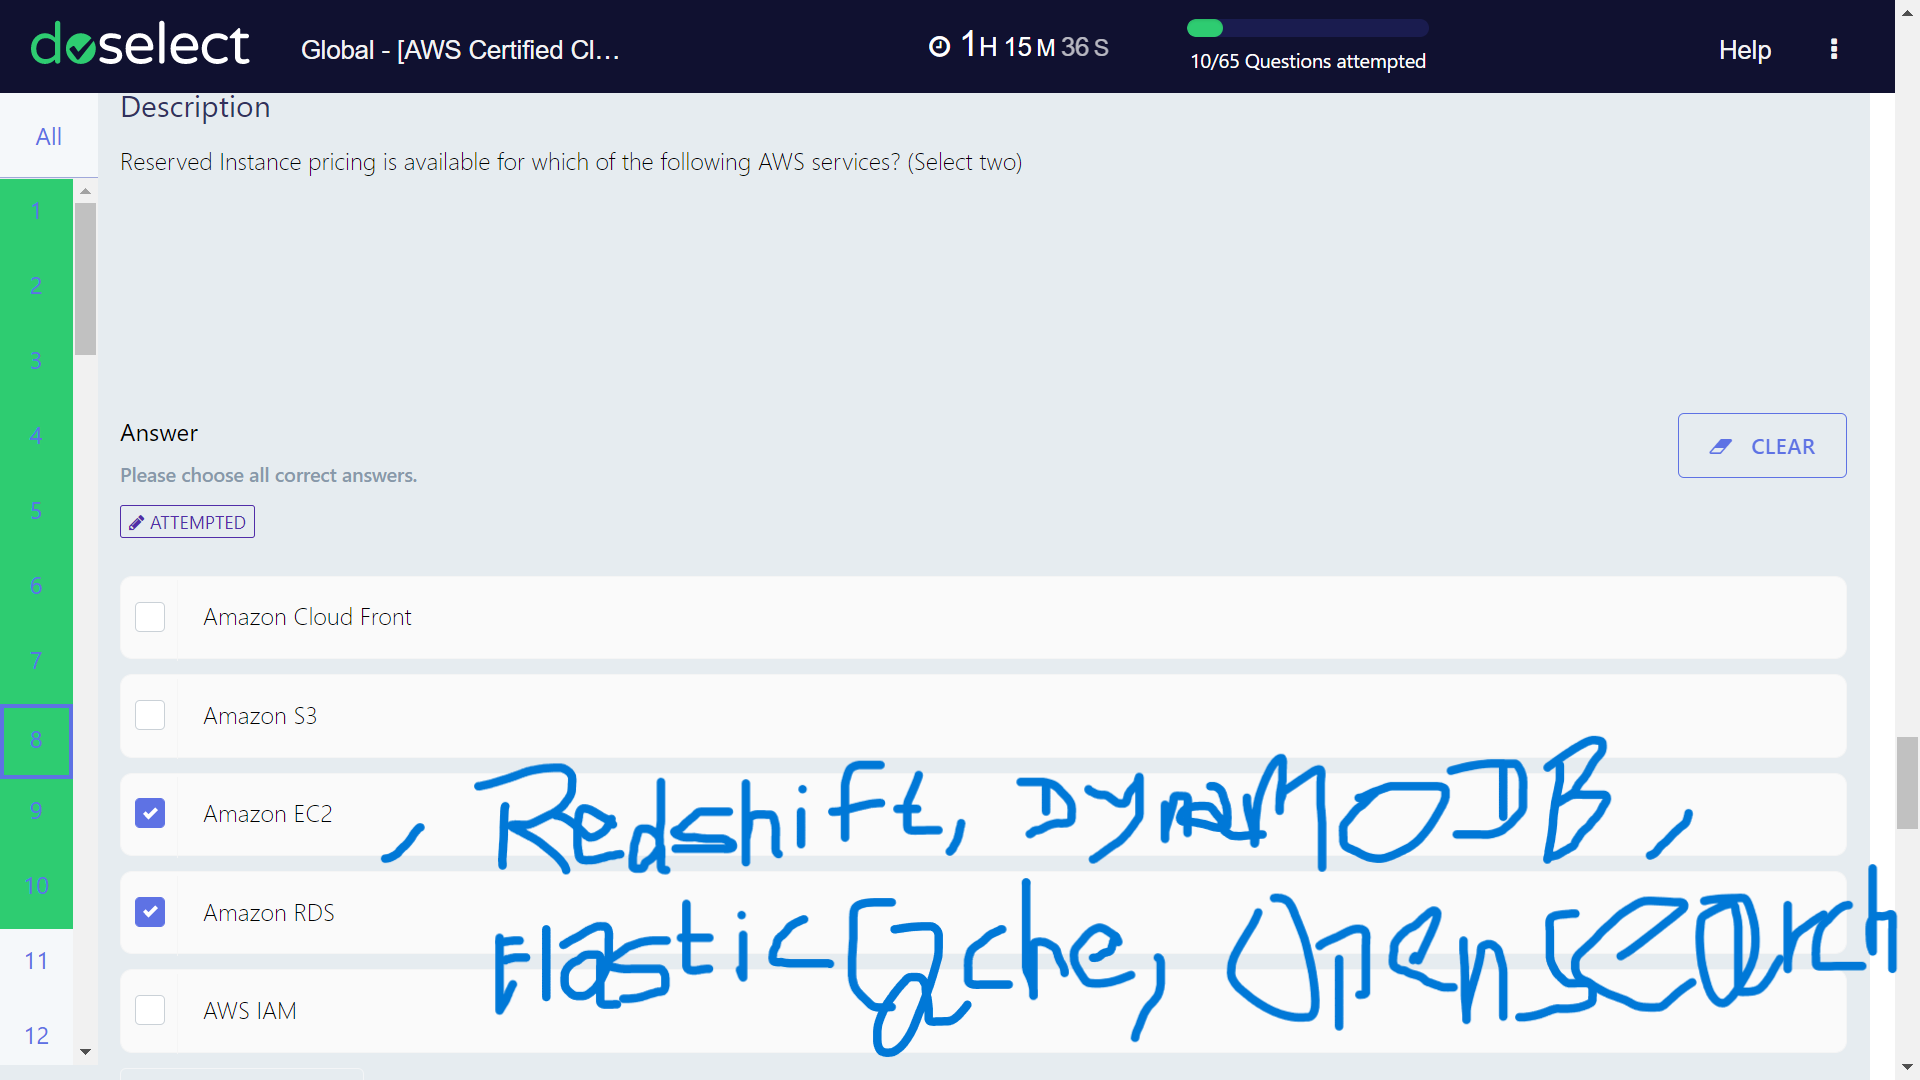 doselect
Global - [AWS Certified Cl...
1H 15M 36S
10/65 Questions attempted
Help
All
Description
Reserved Instance pricing is available for which of the following AWS services? (Select two)
1
2
3
4
5
6
7
8
9
10
11
12
Answer
CLEAR
Please choose all correct answers.
ATTEMPTED
Amazon Cloud Front
Amazon S3
Amazon EC2 , Redshift, DynaMODB ,
Amazon RDS ElasticCache, OpenSearch
AWS IAM